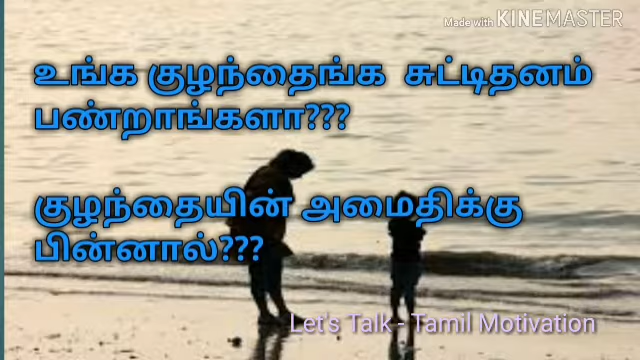 Made with KINEMASTER
உங்க குழந்தைங்க சுட்டிதனம்
பண்றாங்களா???
குழந்தையின் அமைதிக்கு
பின்னால்???
Let's Talk - Tamil Motivation